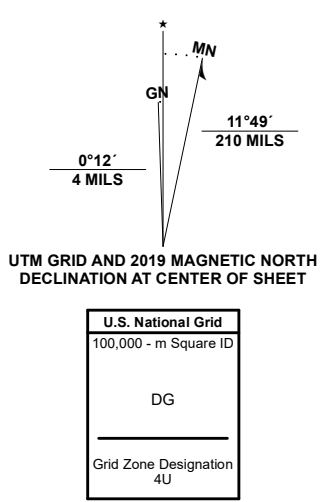 ★
MN
GN
11°49´
210 MILS
0°12´
4 MILS
UTM GRID AND 2019 MAGNETIC NORTH
DECLINATION AT CENTER OF SHEET
U.S. National Grid
100,000 - m Square ID
DG
Grid Zone Designation
4U